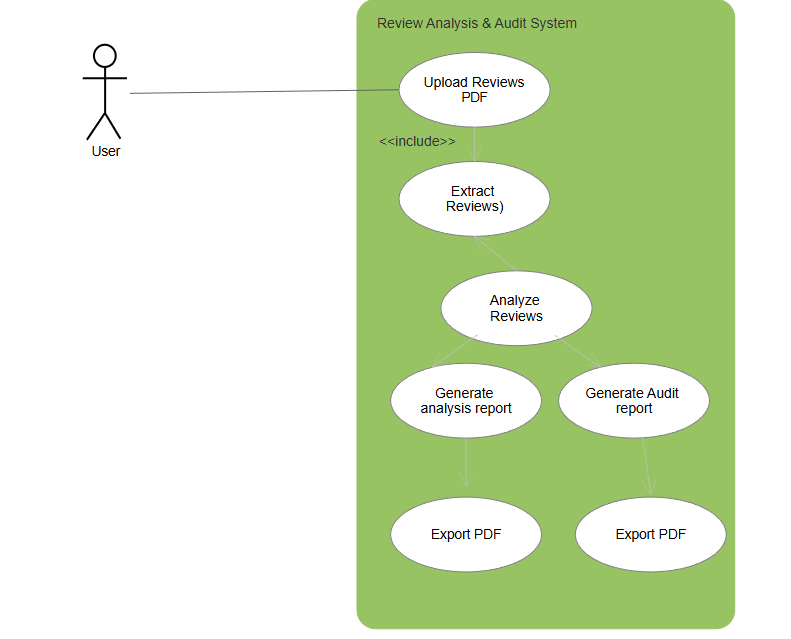 Review Analysis & Audit System
Upload Reviews
PDF
User
<<include>>
Extract
Reviews)
Analyze
Reviews
Generate
analysis report
Generate Audit
report
Export PDF
Export PDF